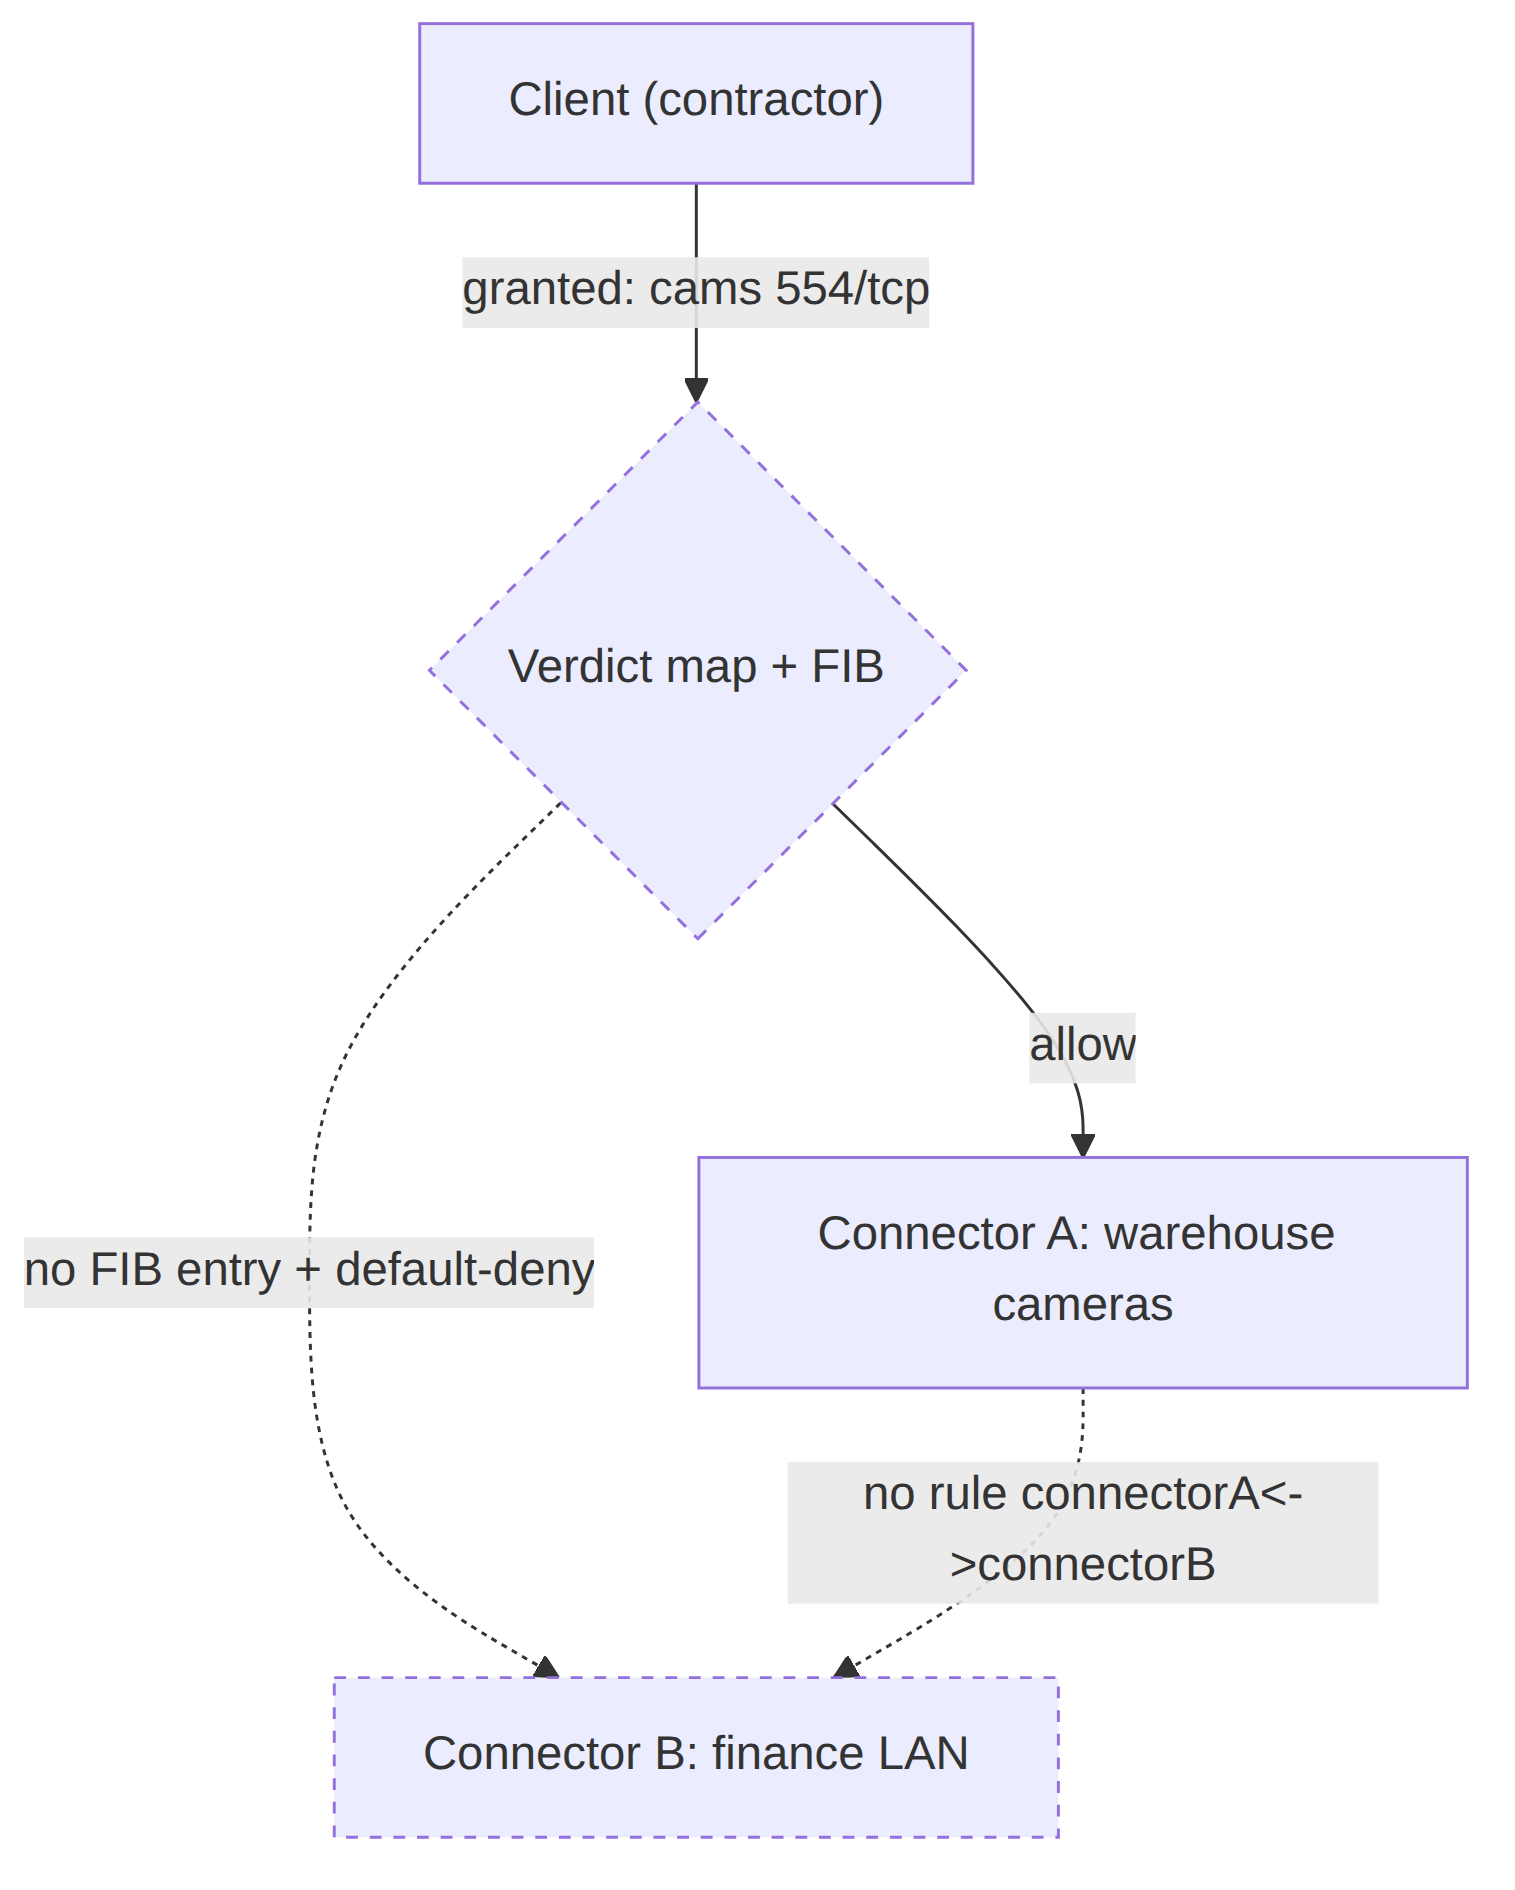 Client (contractor)
granted: cams 554/tcp
Verdict map + FIB
allow
Connector A: warehouse
cameras
no FIB entry + default-deny
no rule connectorA<-
>connectorB
Connector B: finance LAN